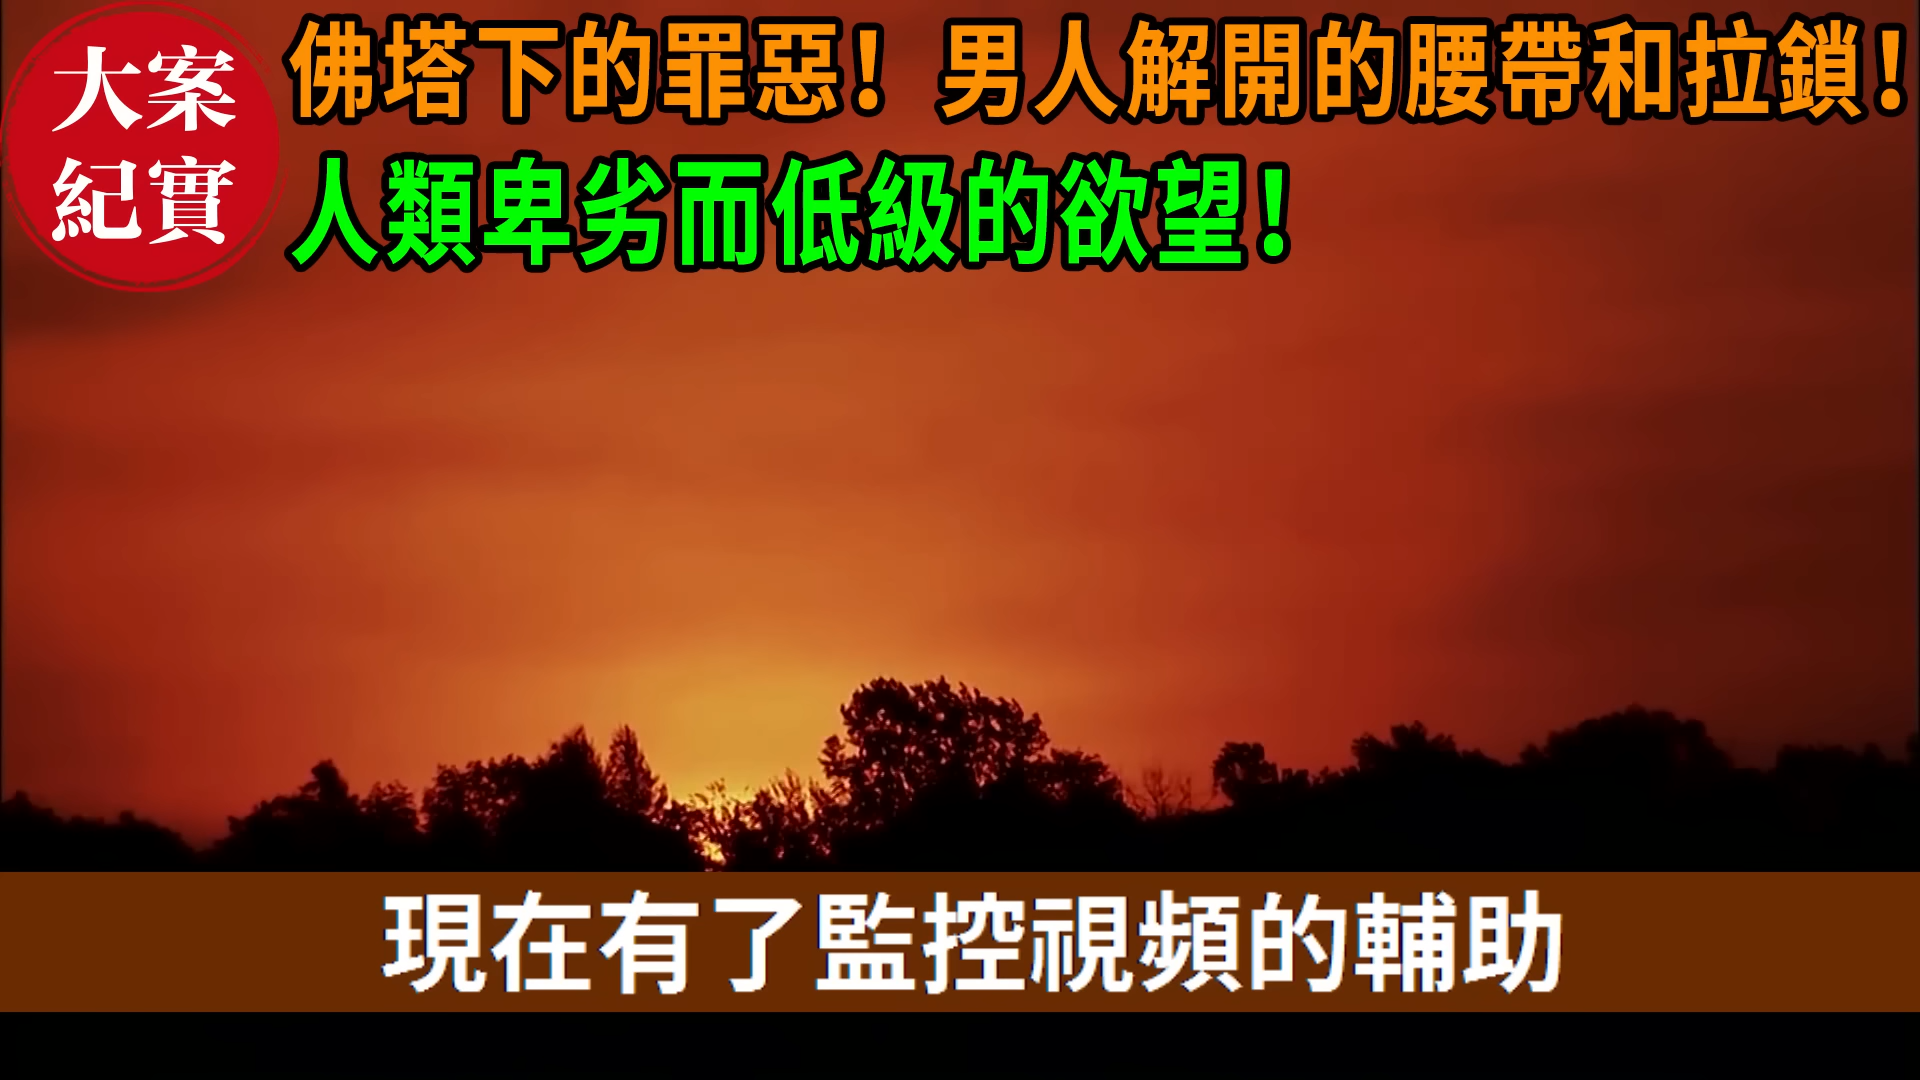 大案
紀實
佛塔下的罪惡！男人解開的腰帶和拉鎖！
人類卑劣而低級的欲望！
現在有了監控視頻的輔助